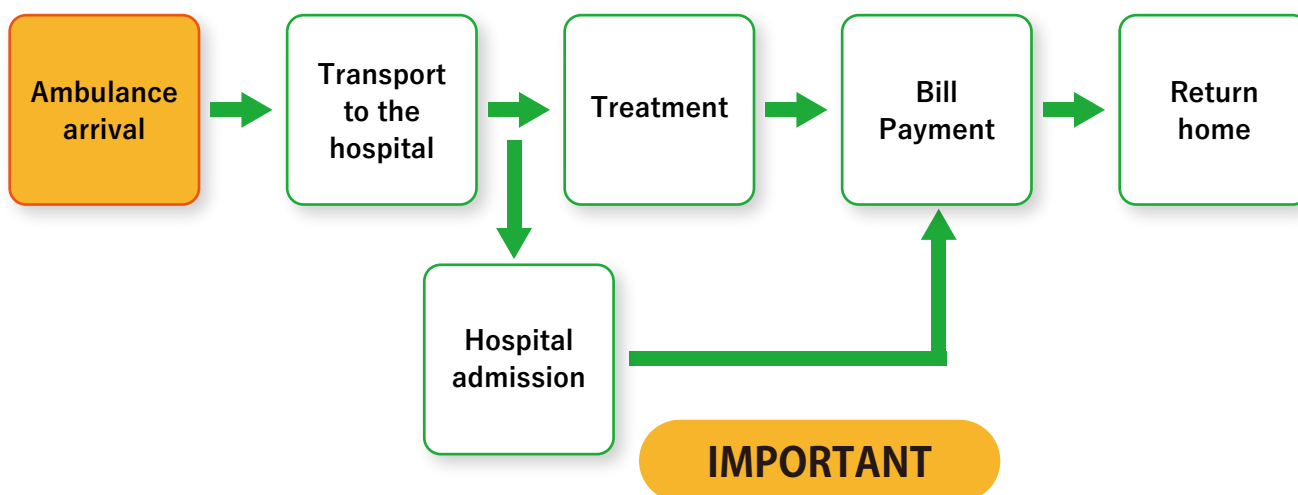 Ambulance
arrival
Transport
to the
hospital
Treatment
Bill
Payment
Return
home
Hospital
admission
IMPORTANT